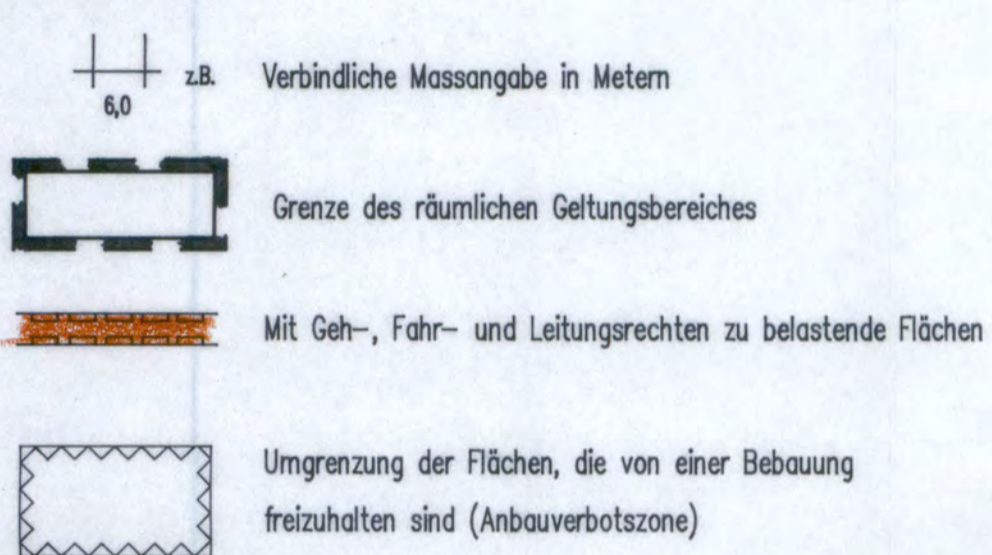 z.B. Verbindliche Massangabe in Metern
6,0
Grenze des räumlichen Geltungsbereiches
Mit Geh-, Fahr- und Leitungsrechten zu belastende Flächen
Umgrenzung der Flächen, die von einer Bebauung
freizuhalten sind (Anbauverbotszone)